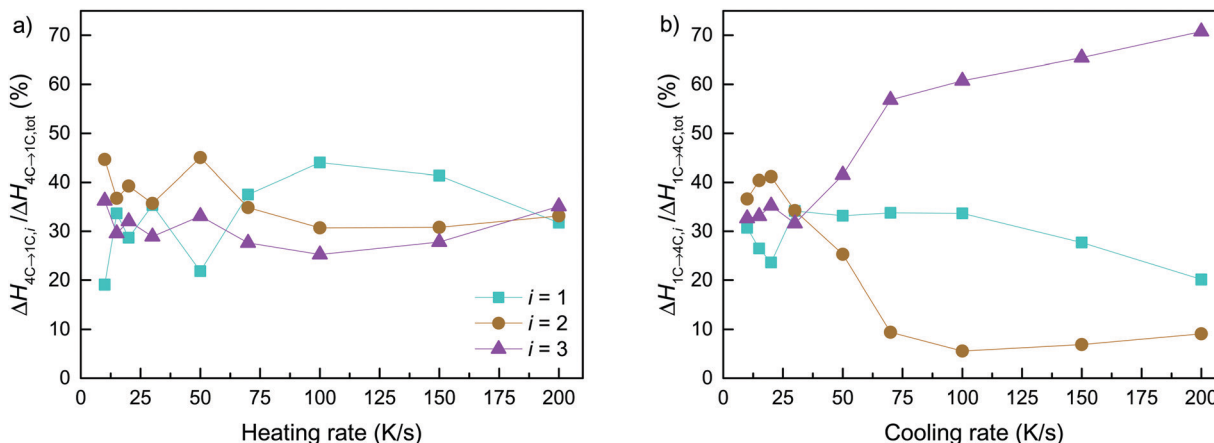 a)
ΔH4C→1C,i /ΔH4C→1C,tot (%)
70
60
50
40
30
20
10
0
i = 1
i = 2
i = 3
0 25 50 75 100 125 150 175 200
Heating rate (K/s)
b)
ΔH1C→4C,i /ΔH1C→4C,tot (%)
70
60
50
40
30
20
10
0
0 25 50 75 100 125 150 175 200
Cooling rate (K/s)